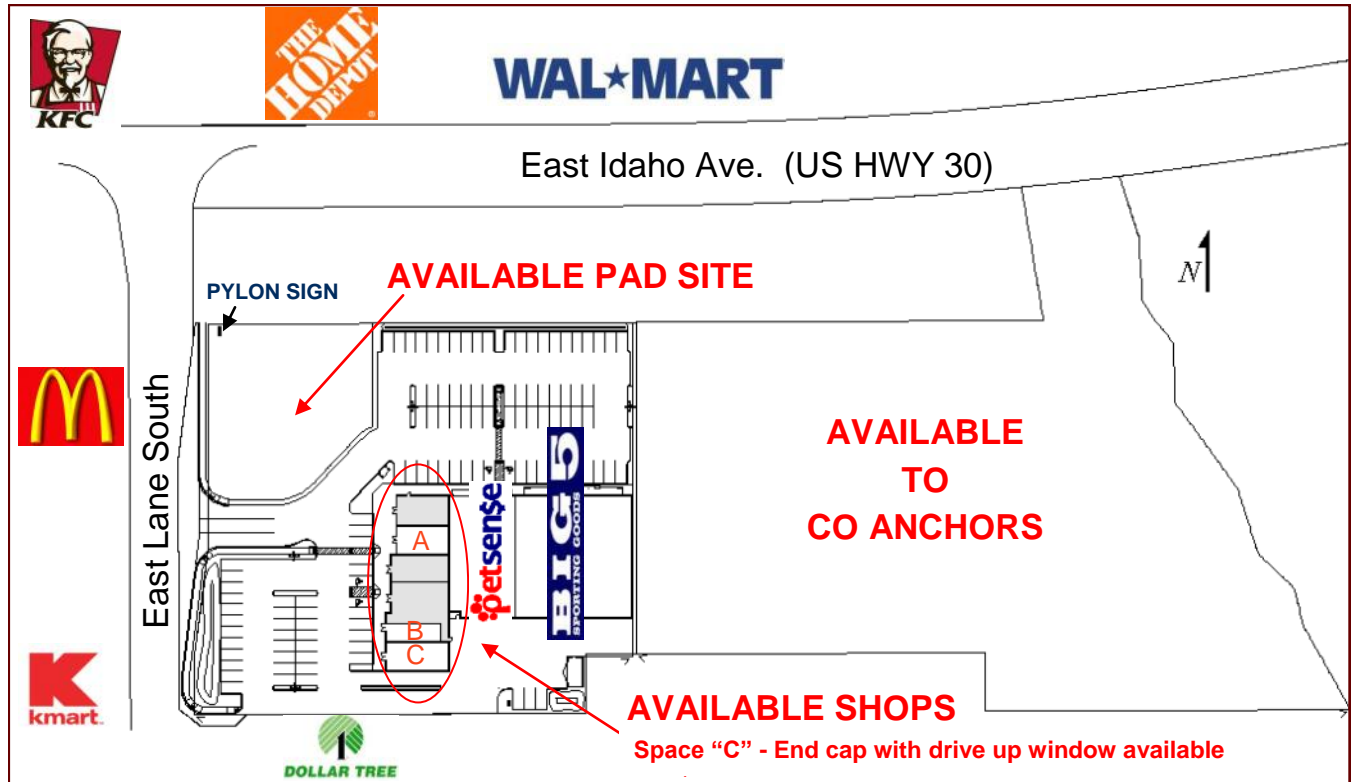 KFC
THE
HOME
DEPOT
WAL★MART
East Idaho Ave. (US HWY 30)
N
AVAILABLE PAD SITE
PYLON SIGN
East Lane South
AVAILABLE
TO
CO ANCHORS
A
B
C
petsen$e
BIG 5
SPORTING GOODS
kmart.
1
DOLLAR TREE
AVAILABLE SHOPS
Space “C” - End cap with drive up window available